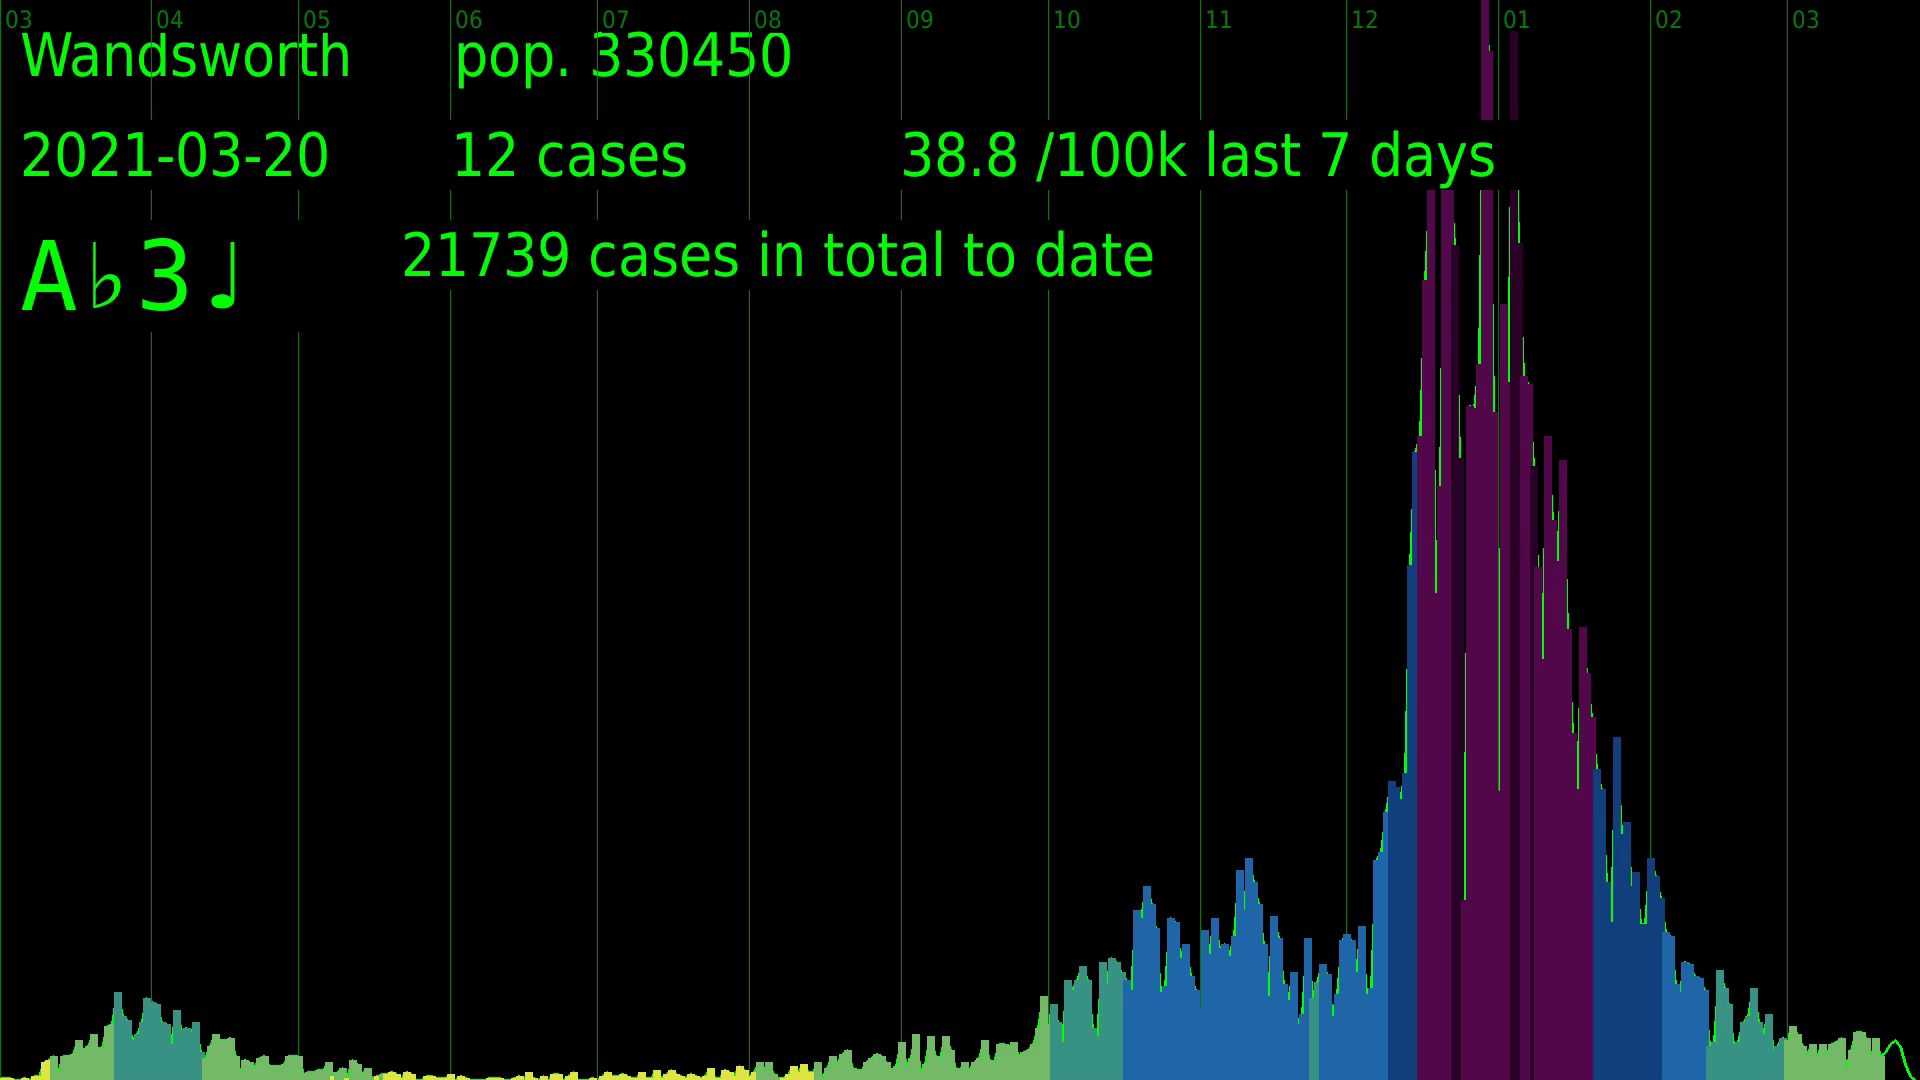 03 04 05 06 07 08 09 10 11 12 01 02 03
Wandsworth pop. 330450
2021-03-20 12 cases 38.8 /100k last 7 days
A♭3♩ 21739 cases in total to date